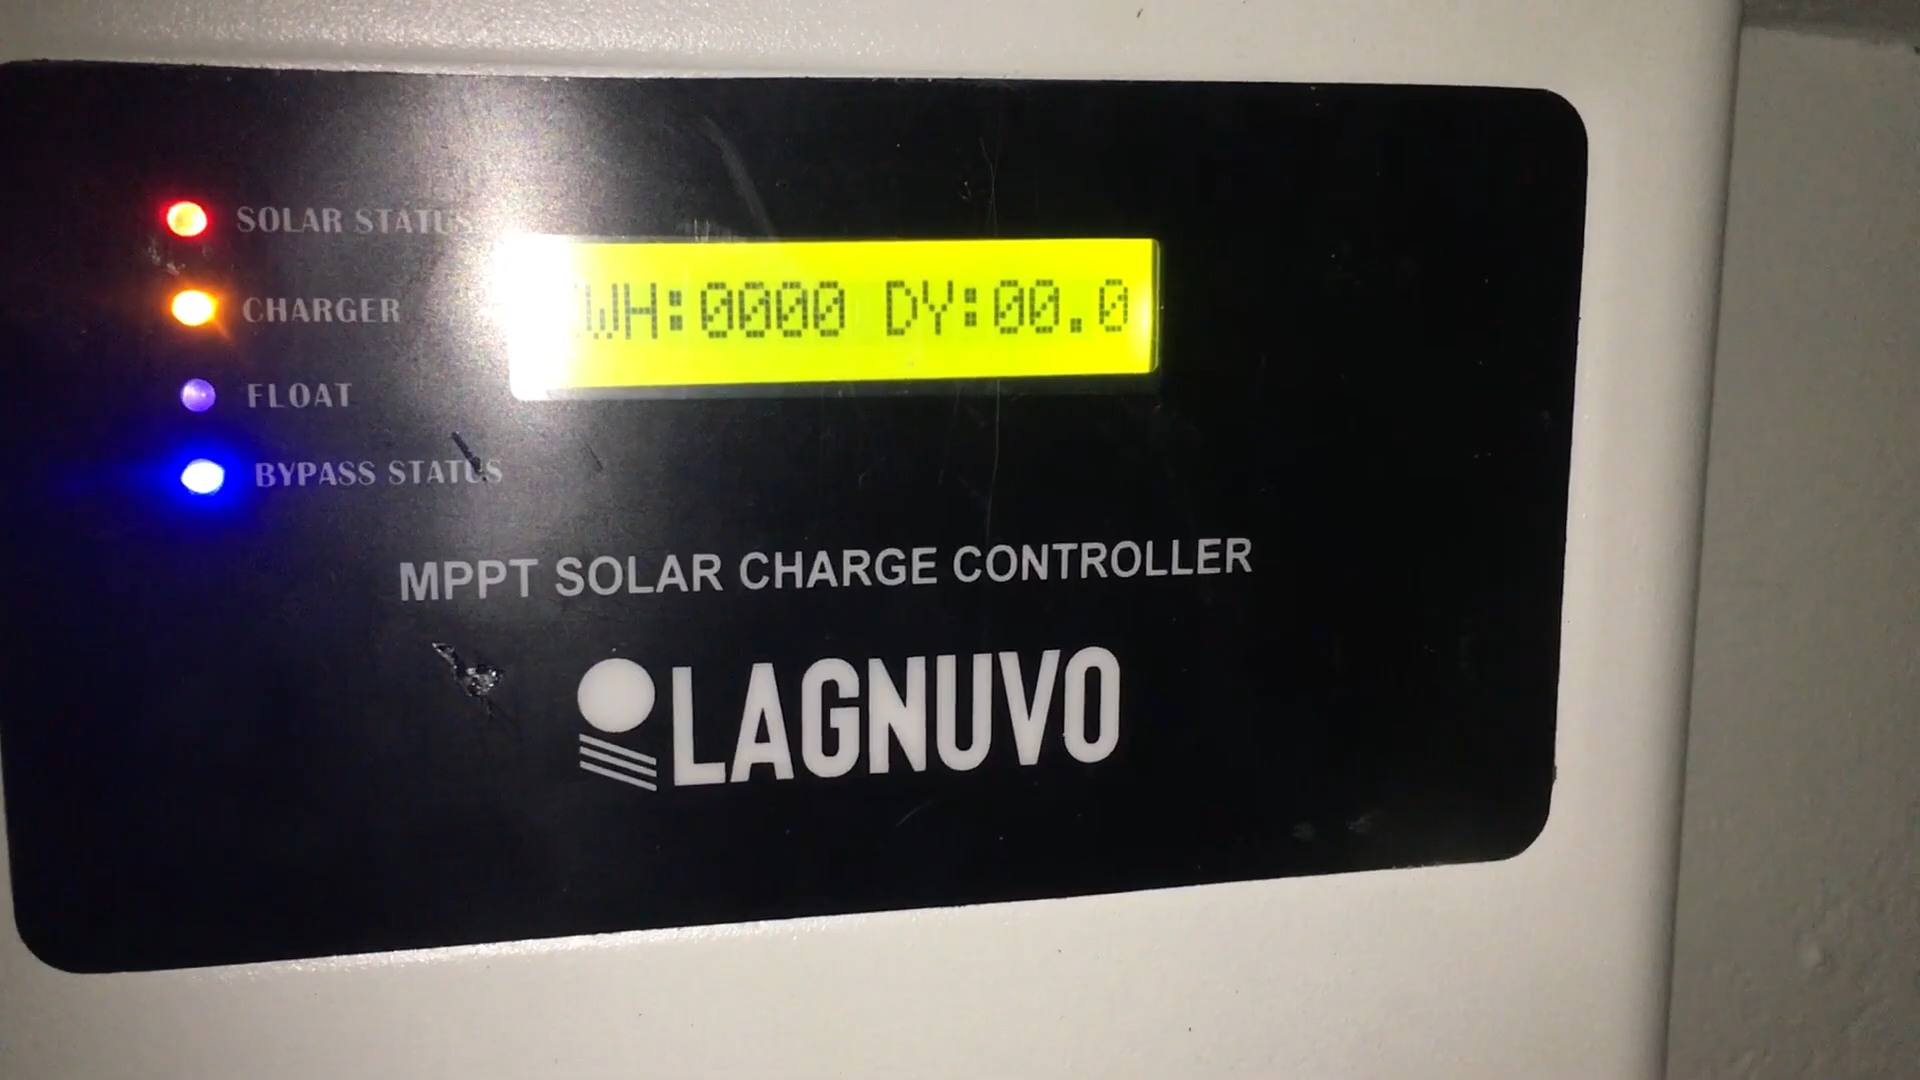 SOLAR STATUS
WH:0000 DY:00.0
CHARGER
FLOAT
BYPASS STATUS
MPPT SOLAR CHARGE CONTROLLER
LAGNUVO